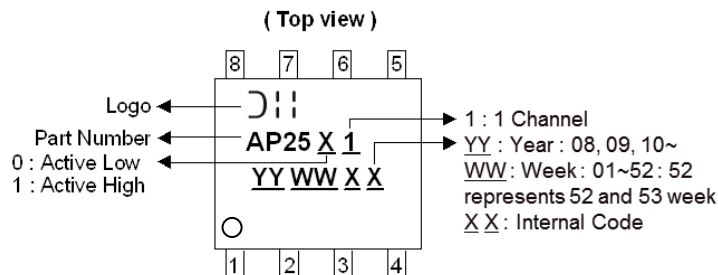 ( Top view )
8 7 6 5
Logo
Part Number
0 : Active Low
1 : Active High
AP25 X 1
YY WW X X
1 : 1 Channel
YY : Year : 08, 09, 10~
WW : Week : 01~52 : 52
represents 52 and 53 week
X X : Internal Code
1 2 3 4